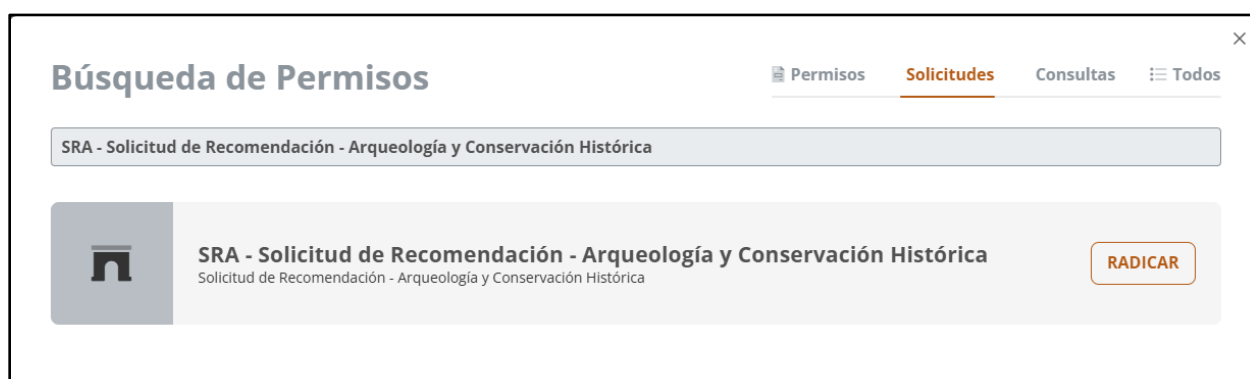 Búsqueda de Permisos
Permisos Solicitudes Consultas Todos
SRA - Solicitud de Recomendación - Arqueología y Conservación Histórica
SRA - Solicitud de Recomendación - Arqueología y Conservación Histórica
Solicitud de Recomendación - Arqueología y Conservación Histórica
RADICAR